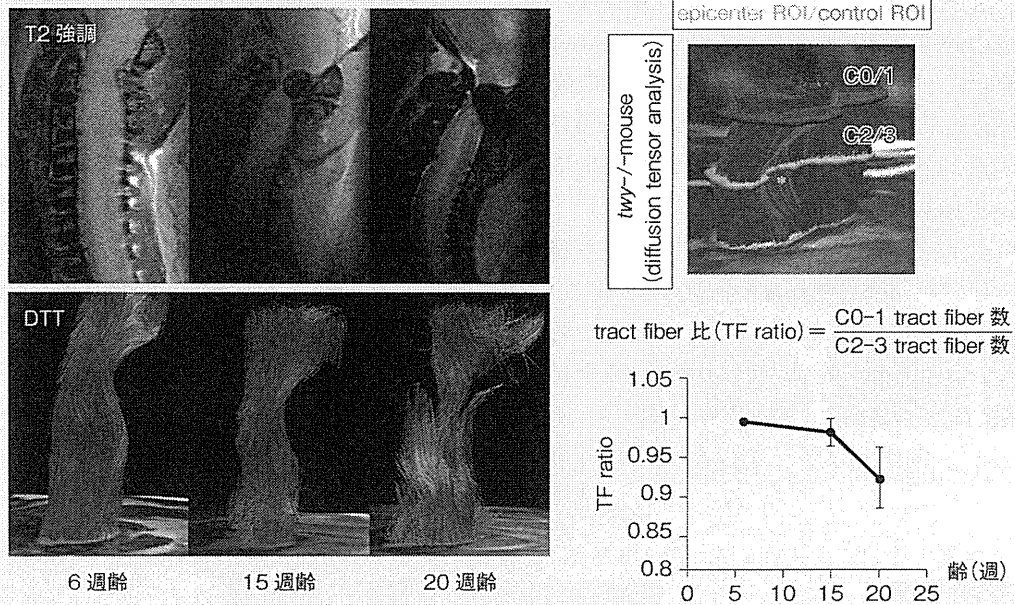 T2 強調
DTT
6 週齢
15 週齢
20 週齢
epicenter ROI/control ROI
twy-/-mouse
(diffusion tensor analysis)
C0/1
C2/3
*
tract fiber 比(TF ratio)= C0-1 tract fiber 数
C2-3 tract fiber 数
1.05
1
0.95
0.9
0.85
0.8
TF ratio
0
5
10
15
20
25
齢(週)